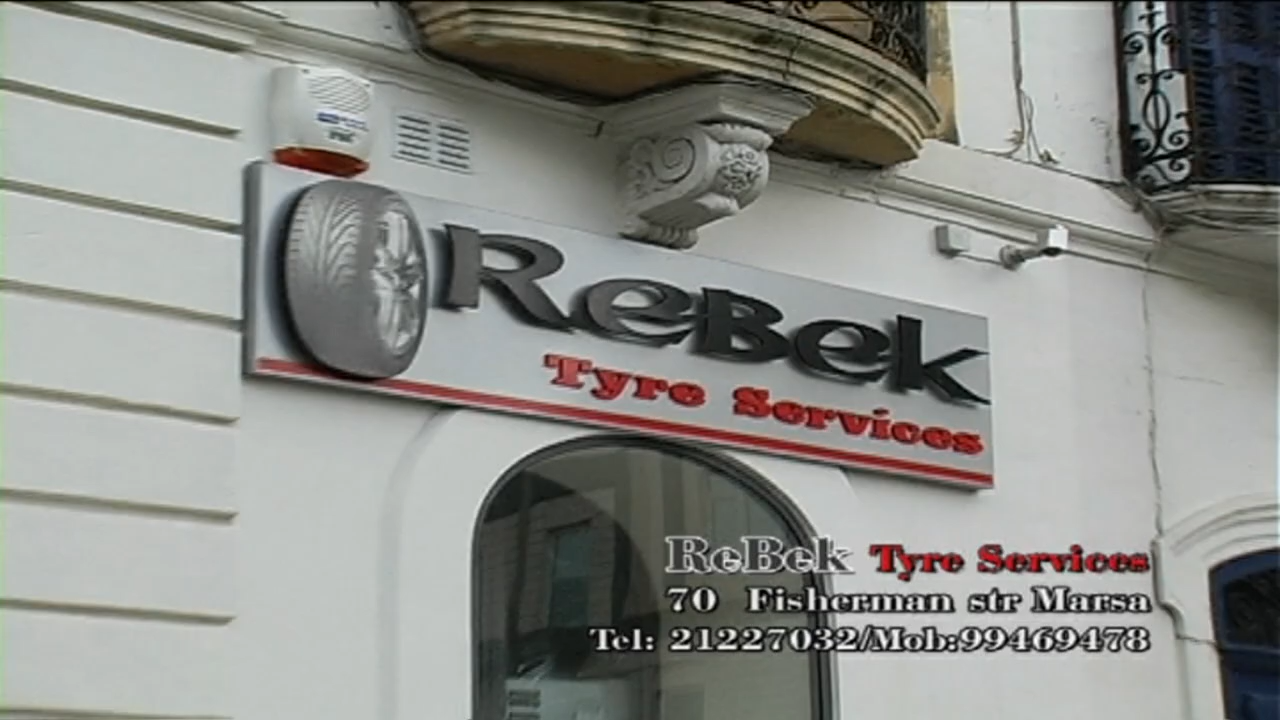 ReBek
Tyre Services
ReBek Tyre Services
70 Fisherman str Marsa
Tel: 21227032/Mob:99469478